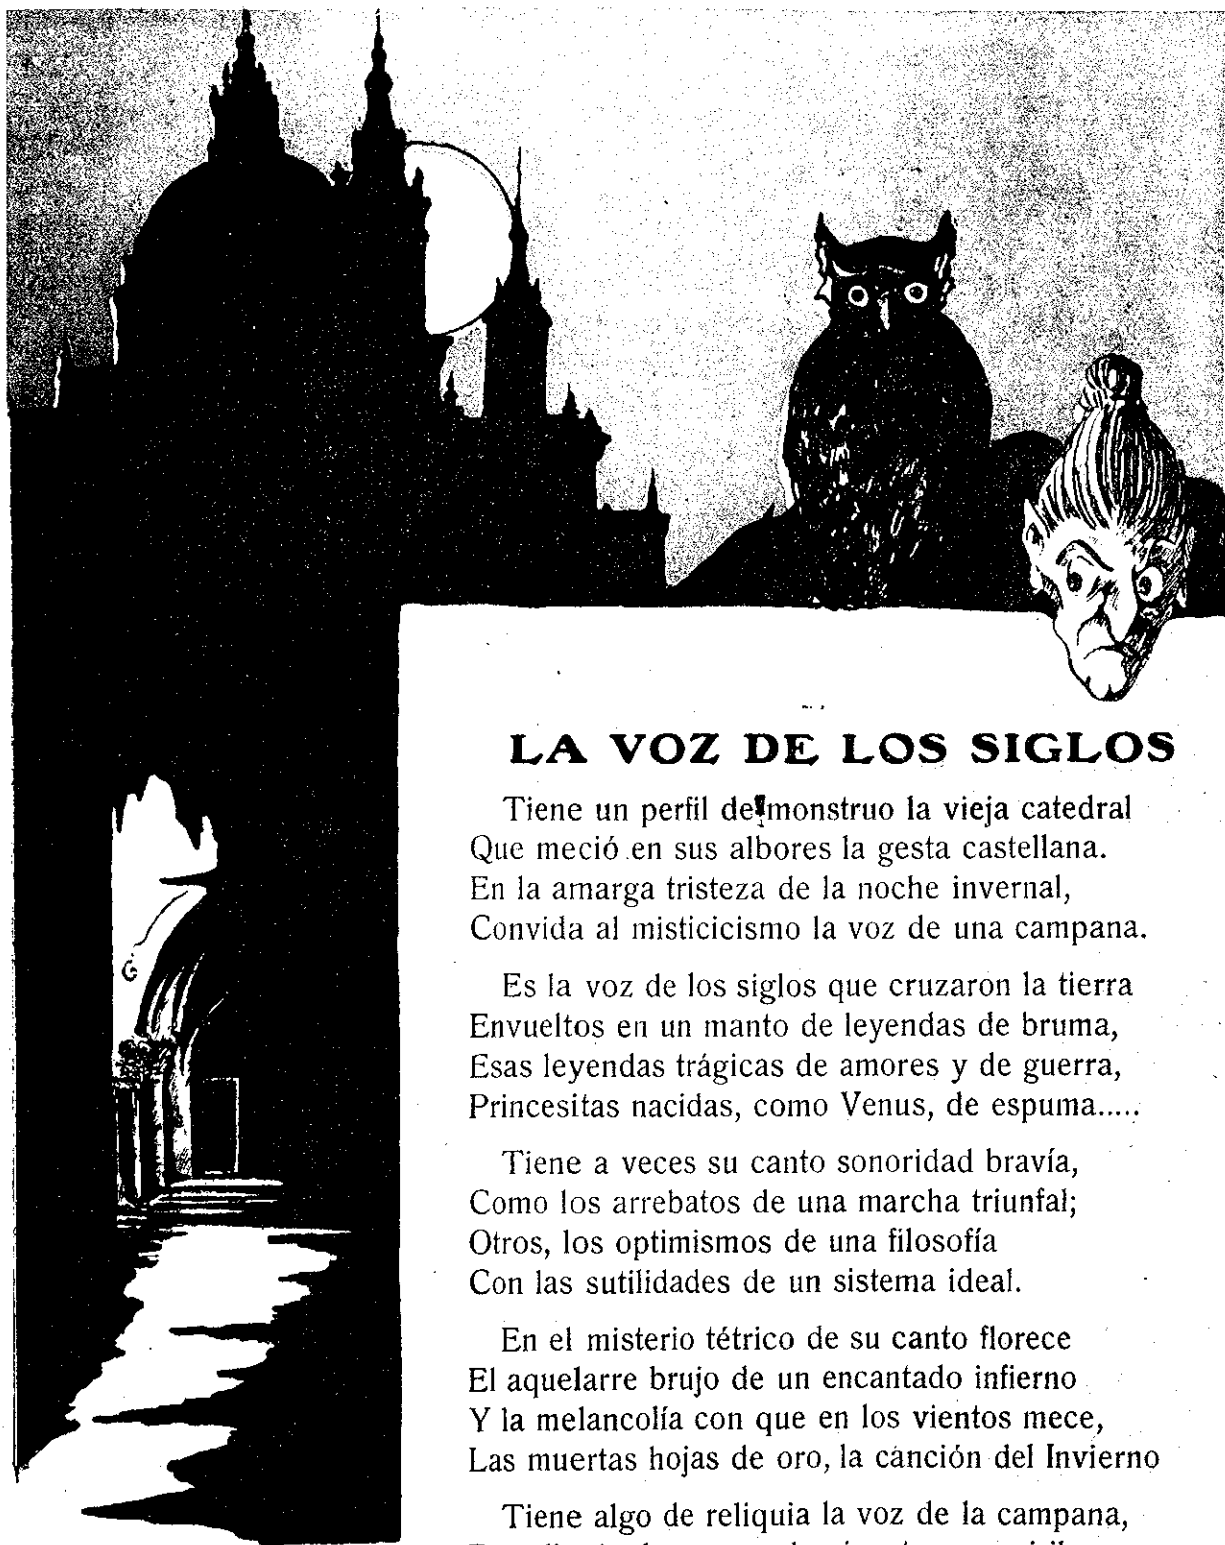 LA VOZ DE LOS SIGLOS
Tiene un perfil de monstruo la vieja catedral
Que meció en sus albores la gesta castellana.
En la amarga tristeza de la noche invernal,
Convida al misticicismo la voz de una campana.
Es la voz de los siglos que cruzaron la tierra
Envueltos en un manto de leyendas de bruma,
Esas leyendas trágicas de amores y de guerra,
Princesitas nacidas, como Venus, de espuma.....
Tiene a veces su canto sonoridad bravía,
Como los arrebatos de una marcha triunfal;
Otros, los optimismos de una filosofía
Con las sutilidades de un sistema ideal.
En el misterio tétrico de su canto florece
El aquelarre brujo de un encantado infierno
Y la melancolía con que en los vientos mece,
Las muertas hojas de oro, la canción del Invierno
Tiene algo de reliquia la voz de la campana,